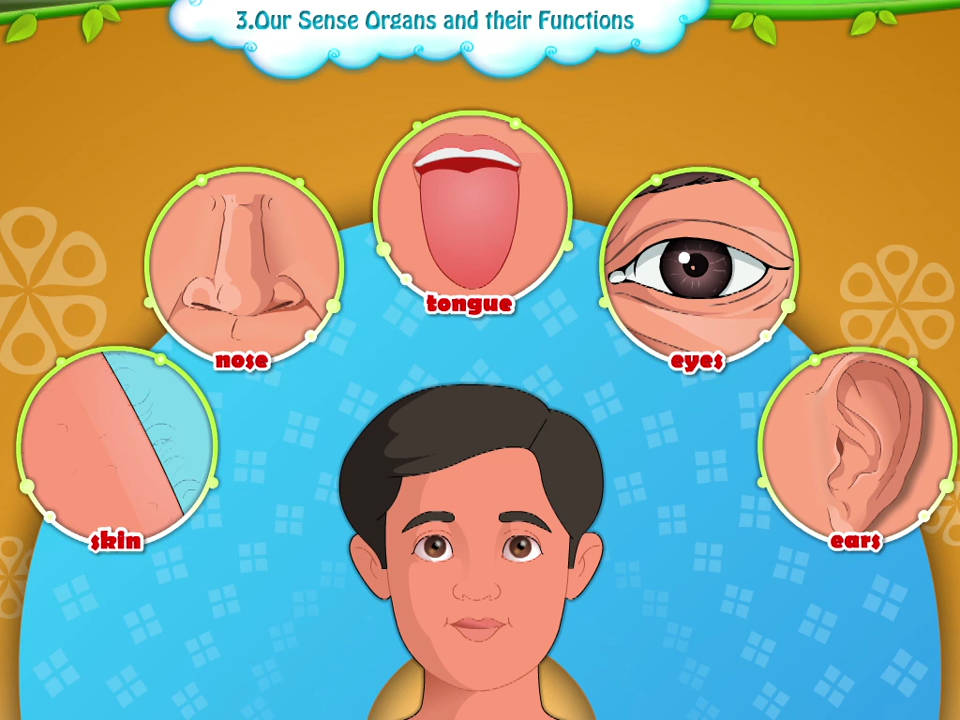 3.Our Sense Organs and their Functions
tongue
nose
eyes
skin
ears